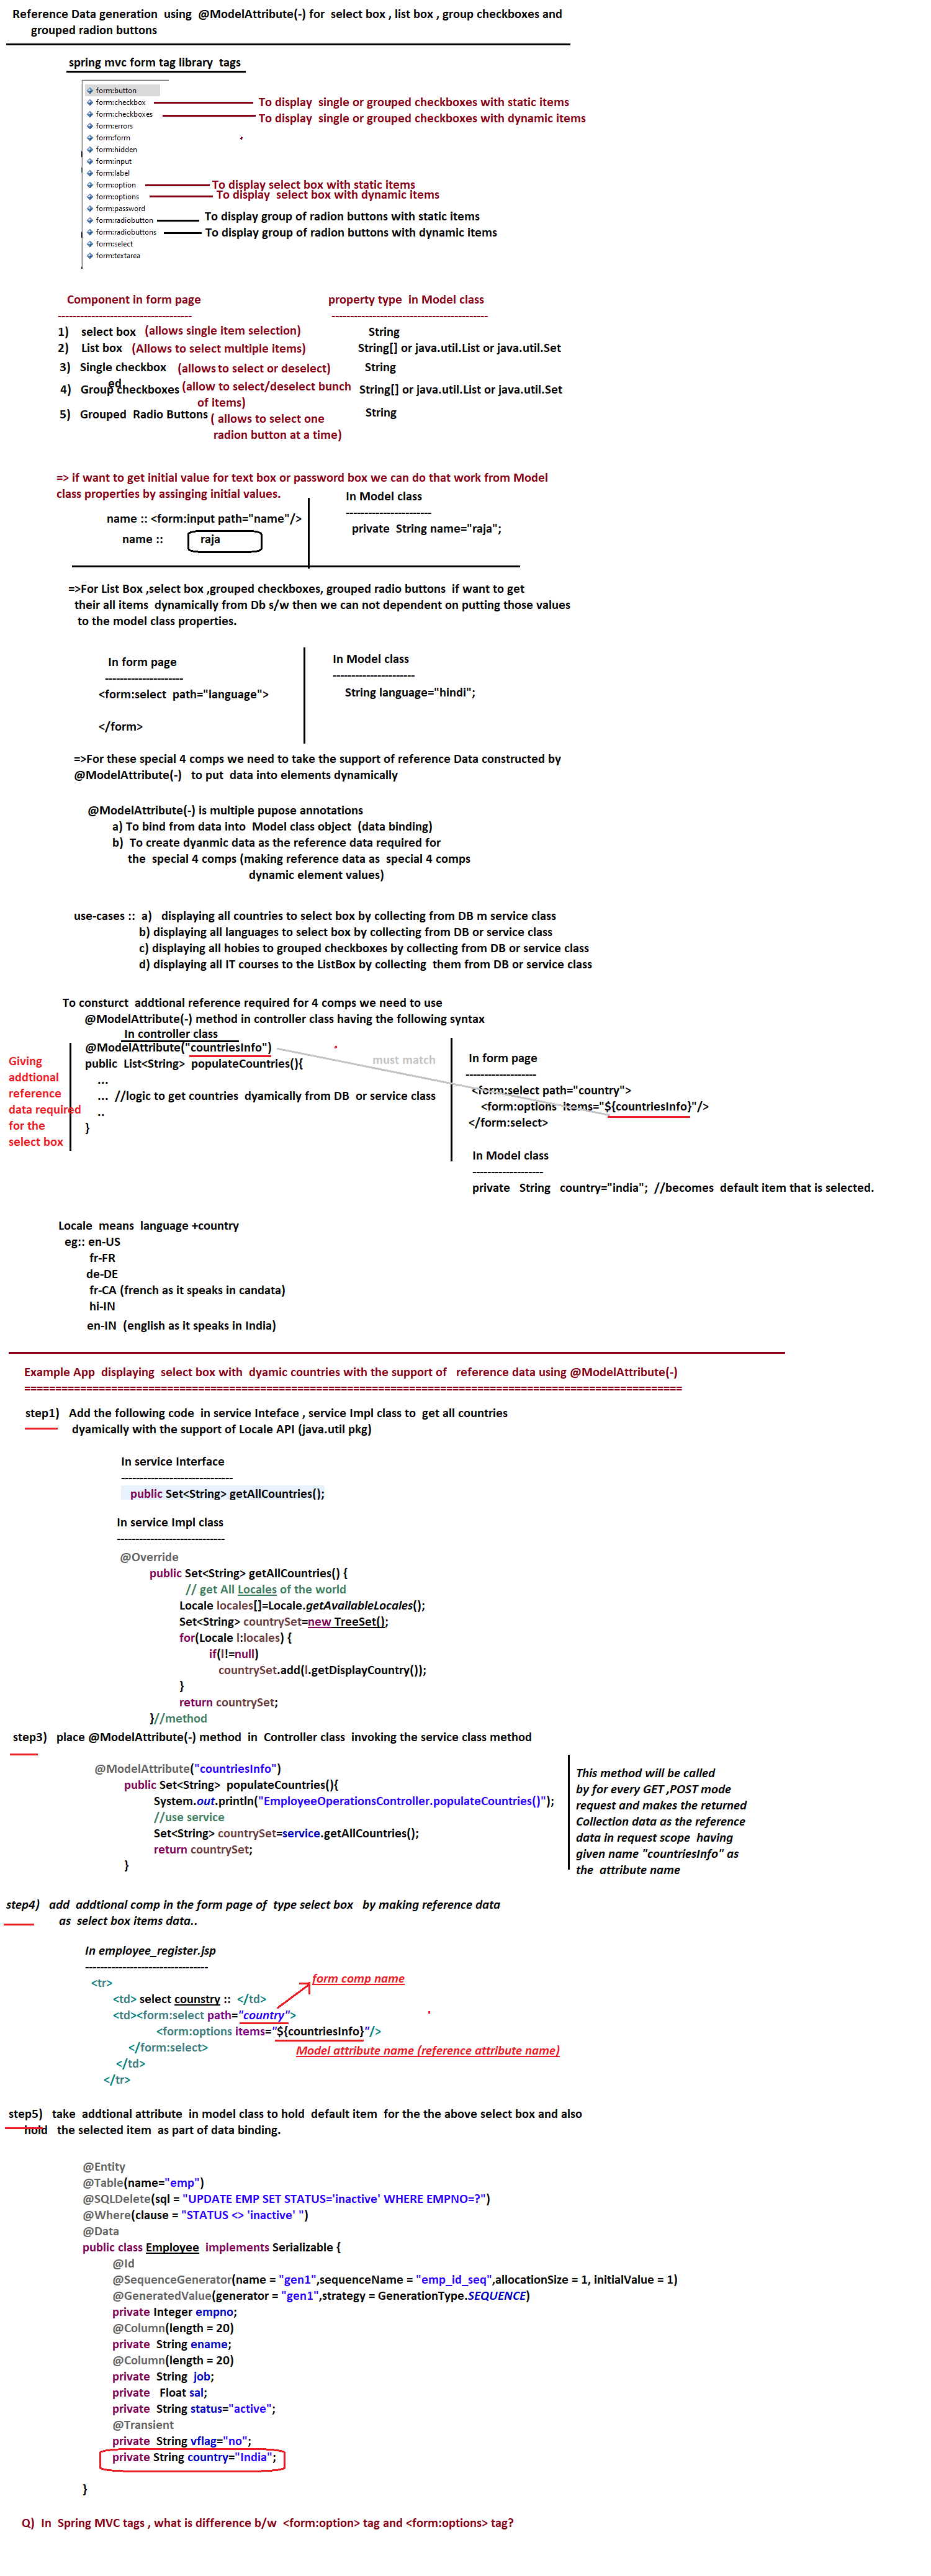 Reference Data generation  using  @ModelAttribute(-) for  select box , list box , group checkboxes and
grouped radion buttons
spring mvc form tag library  tags
form:button
form:checkbox
To display  single or grouped checkboxes with static items
form:checkboxes
To display  single or grouped checkboxes with dynamic items
form:errors
form:form
form:hidden
form:input
form:label
form:option
To display select box with static items
form:options
To display  select box with dynamic items
form:password
form:radiobutton
To display group of radion buttons with static items
form:radiobuttons
To display group of radion buttons with dynamic items
form:select
form:textarea
Component in form page
property type  in Model class
------------------------------------
------------------------------------------
1)   select box  (allows single item selection)
String
2)   List box  (Allows to select multiple items)
String[] or java.util.List or java.util.Set
3)   Single checkbox   (allows to select or deselect)
String
ed
4)   Group checkboxes (allow to select/deselect bunch
of items)
String[] or java.util.List or java.util.Set
5)   Grouped  Radio Buttons ( allows to select one
radion button at a time)
String
=> if want to get initial value for text box or password box we can do that work from Model
class properties by assinging initial values.
In Model class
-----------------------
name :: <form:input path="name"/>
private  String name="raja";
name ::
raja
=>For List Box ,select box ,grouped checkboxes, grouped radio buttons  if want to get
their all items  dynamically from Db s/w then we can not dependent on putting those values
to the model class properties.
In form page
---------------------
<form:select  path="language">
</form>
In Model class
----------------------
String language="hindi";
=>For these special 4 comps we need to take the support of reference Data constructed by
@ModelAttribute(-)   to put  data into elements dynamically
@ModelAttribute(-) is multiple pupose annotations
a) To bind from data into  Model class object  (data binding)
b)  To create dyanmic data as the reference data required for
the  special 4 comps (making reference data as  special 4 comps
dynamic element values)
use-cases ::  a)   displaying all countries to select box by collecting from DB m service class
b) displaying all languages to select box by collecting from DB or service class
c) displaying all hobies to grouped checkboxes by collecting from DB or service class
d) displaying all IT courses to the ListBox by collecting  them from DB or service class
To consturct  addtional reference required for 4 comps we need to use
@ModelAttribute(-) method in controller class having the following syntax
In controller class
@ModelAttribute("countriesInfo")
public  List<String>  populateCountries(){
...
...  //logic to get countries  dyamically from DB  or service class
..
}
Giving
addtional
reference
data required
for the
select box
must match
In form page
-------------------
<form:select path="country">
<form:options  items="${countriesInfo}"/>
</form:select>
In Model class
-------------------
private   String   country="india";  //becomes  default item that is selected.
Locale  means  language +country
eg:: en-US
fr-FR
de-DE
fr-CA (french as it speaks in candata)
hi-IN
en-IN  (english as it speaks in India)
Example App  displaying  select box with  dyamic countries with the support of   reference data using @ModelAttribute(-)
==========================================================================================================
step1)   Add the following code  in service Inteface , service Impl class to  get all countries
dyamically with the support of Locale API (java.util pkg)
In service Interface
------------------------------
public Set<String> getAllCountries();
In service Impl class
-----------------------------
@Override
public Set<String> getAllCountries() {
// get All Locales of the world
Locale locales[]=Locale.getAvailableLocales();
Set<String> countrySet=new TreeSet();
for(Locale l:locales) {
if(l!=null)
countrySet.add(l.getDisplayCountry());
}
return countrySet;
}//method
step3)   place @ModelAttribute(-) method  in  Controller class  invoking the service class method
@ModelAttribute("countriesInfo")
public Set<String>  populateCountries(){
System.out.println("EmployeeOperationsController.populateCountries()");
//use service
Set<String> countrySet=service.getAllCountries();
return countrySet;
}
This method will be called
by for every GET ,POST mode
request and makes the returned
Collection data as the reference
data in request scope  having
given name "countriesInfo" as
the  attribute name
step4)   add  addtional comp in the form page of  type select box   by making reference data
as  select box items data..
In employee_register.jsp
---------------------------------
<tr>
form comp name
<td> select counstry ::  </td>
<td><form:select path="country">
<form:options items="${countriesInfo}"/>
</form:select>
Model attribute name (reference attribute name)
</td>
</tr>
step5)   take  addtional attribute  in model class to hold  default item  for the the above select box and also
hold   the selected item  as part of data binding.
@Entity
@Table(name="emp")
@SQLDelete(sql = "UPDATE EMP SET STATUS='inactive' WHERE EMPNO=?")
@Where(clause = "STATUS <> 'inactive' ")
@Data
public class Employee  implements Serializable {
@Id
@SequenceGenerator(name = "gen1",sequenceName = "emp_id_seq",allocationSize = 1, initialValue = 1)
@GeneratedValue(generator = "gen1",strategy = GenerationType.SEQUENCE)
private Integer empno;
@Column(length = 20)
private  String ename;
@Column(length = 20)
private  String  job;
private   Float sal;
private  String status="active";
@Transient
private  String vflag="no";
private String country="India";
}
Q)  In  Spring MVC tags , what is difference b/w  <form:option> tag and <form:options> tag?